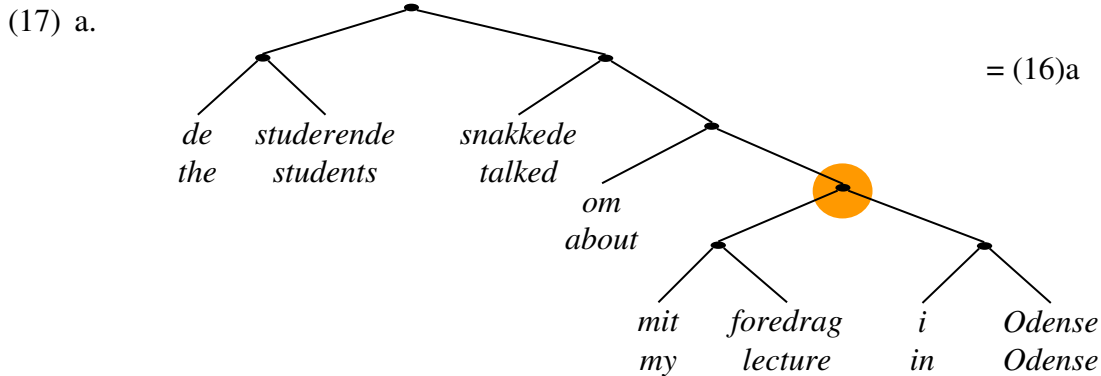 (17) a.
= (16)a
de studerende snakkede
the students talked
om
about
mit foredrag i Odense
my lecture in Odense